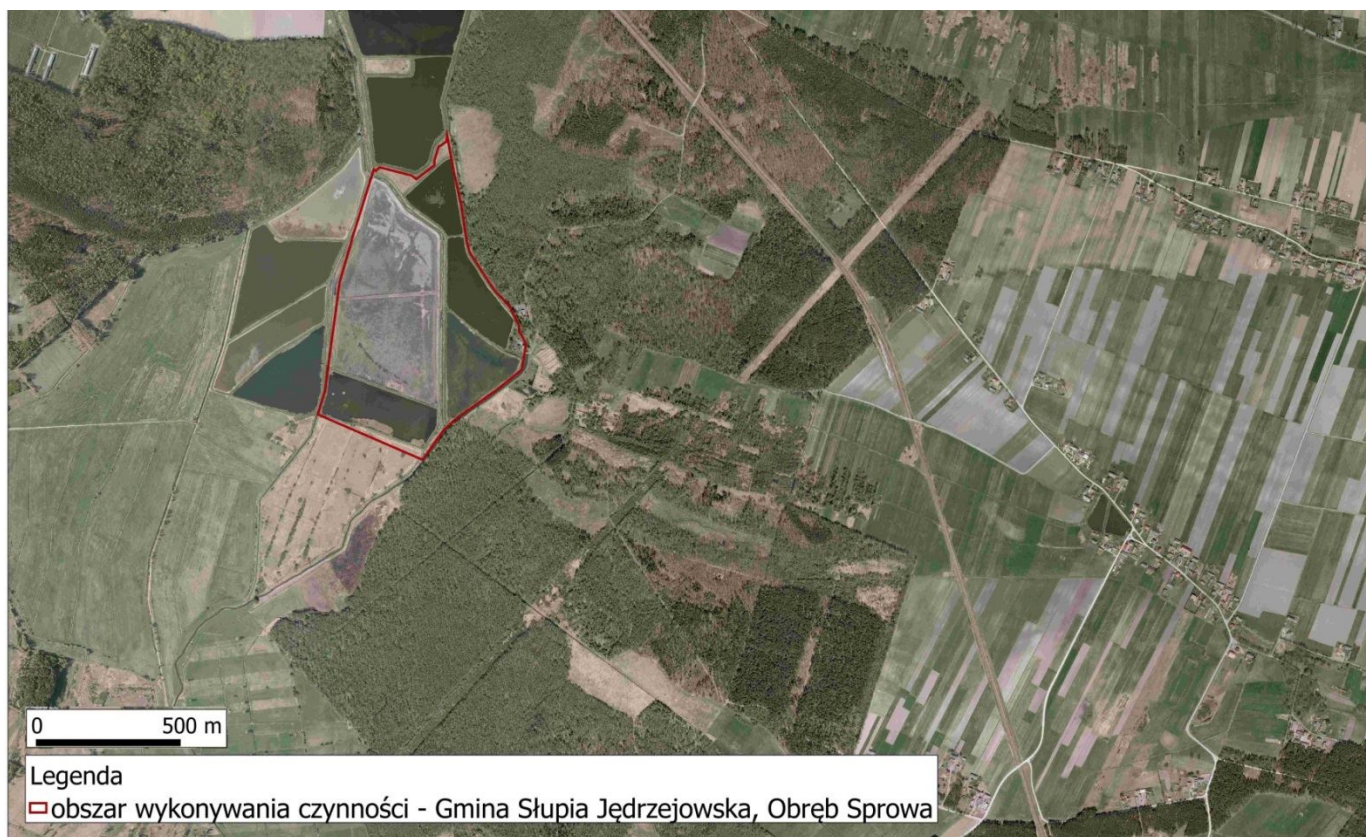 0 500 m
Legenda
obszar wykonywania czynności - Gmina Słupia Jędrzejowska, Obręb Sprowa